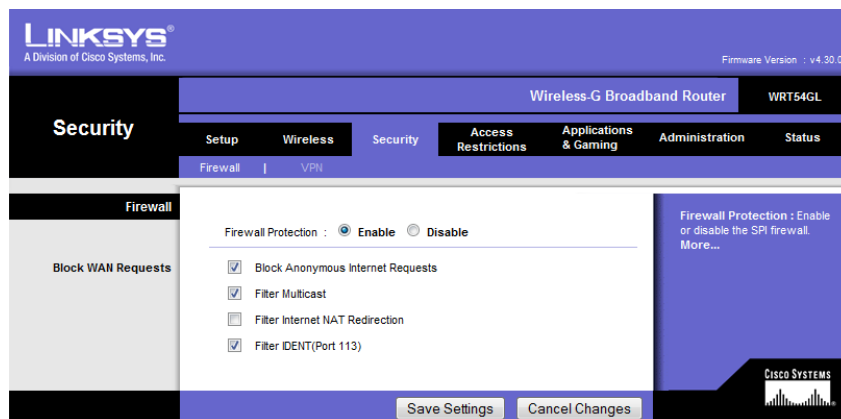 LINKSYS®
A Division of Cisco Systems, Inc.
Firmware Version : v4.30.0
Wireless-G Broadband Router WRT54GL
Security
Setup Wireless Security Access Restrictions Applications & Gaming Administration Status
Firewall | VPN
Firewall
Firewall Protection : Enable Disable
Block WAN Requests
Block Anonymous Internet Requests
Filter Multicast
Filter Internet NAT Redirection
Filter IDENT(Port 113)
Firewall Protection : Enable
or disable the SPI firewall.
More...
CISCO SYSTEMS
Save Settings Cancel Changes